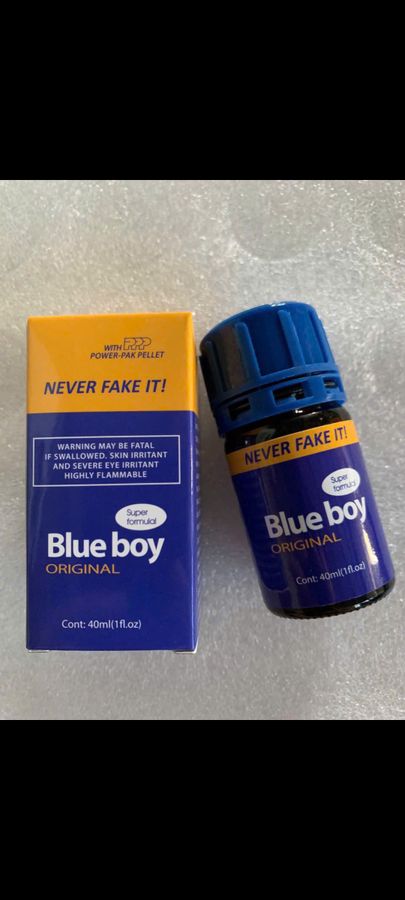 WITH PPP
POWER-PAK PELLET
NEVER FAKE IT!
WARNING MAY BE FATAL
IF SWALLOWED. SKIN IRRITANT
AND SEVERE EYE IRRITANT
HIGHLY FLAMMABLE
Super
formulal
Blue boy
ORIGINAL
Cont: 40ml(1fl.oz)
NEVER FAKE IT!
Super
formulal
Blue boy
ORIGINAL
Cont: 40ml(1fl.oz)